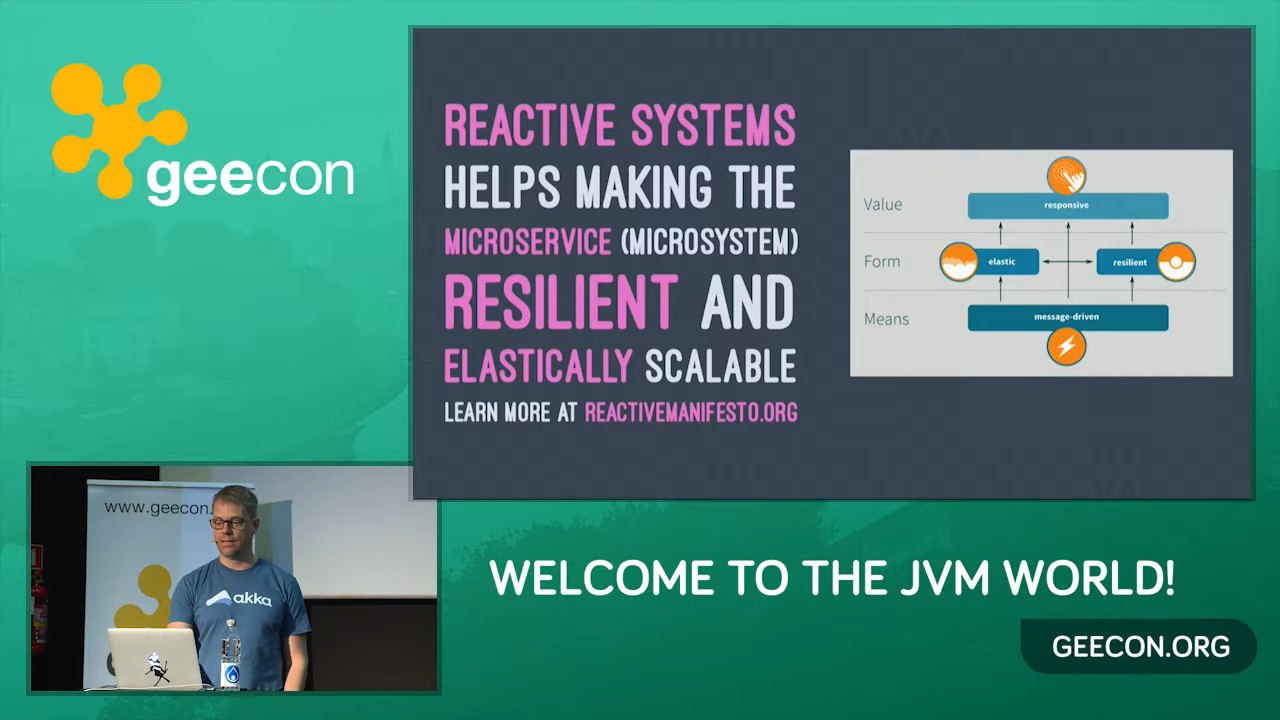 geecon
REACTIVE SYSTEMS
HELPS MAKING THE
MICROSERVICE (MICROSYSTEM)
RESILIENT AND
ELASTICALLY SCALABLE
LEARN MORE AT REACTIVEMANIFESTO.ORG
Value
responsive
Form
elastic
resilient
Means
message-driven
www.geecon.
akka
WELCOME TO THE JVM WORLD!
GEECON.ORG